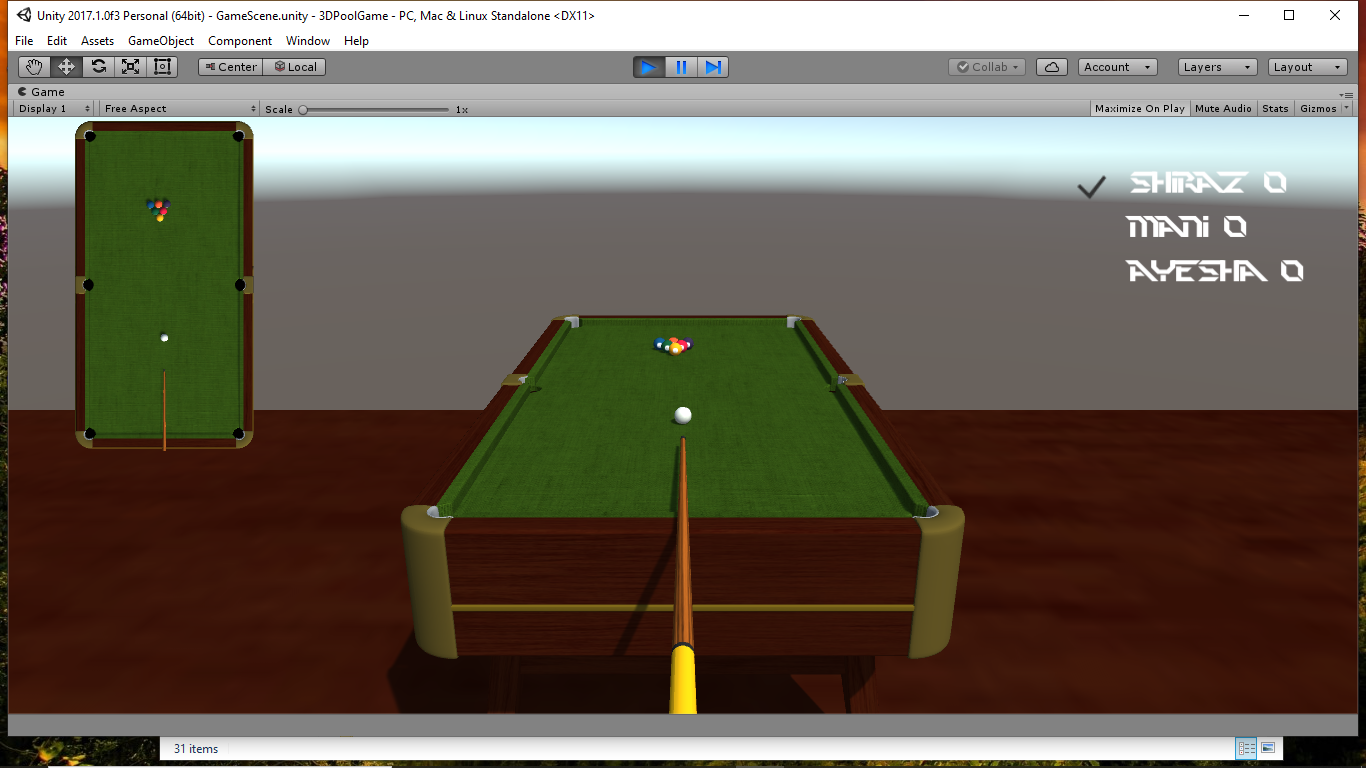 Unity 2017.1.0f3 Personal (64bit) - GameScene.unity - 3DPoolGame - PC, Mac & Linux Standalone <DX11>
File Edit Assets GameObject Component Window Help
Center Local Collab Account Layers Layout
Game
Display 1 Free Aspect Scale 1x Maximize On Play Mute Audio Stats Gizmos
SHIRAZ 0
MANI 0
AYESHA 0
31 items